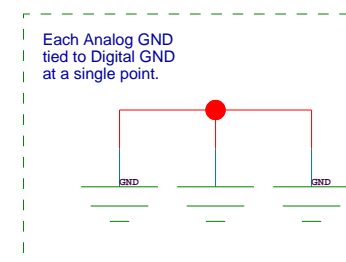 Each Analog GND
tied to Digital GND
at a single point.
GND
GND